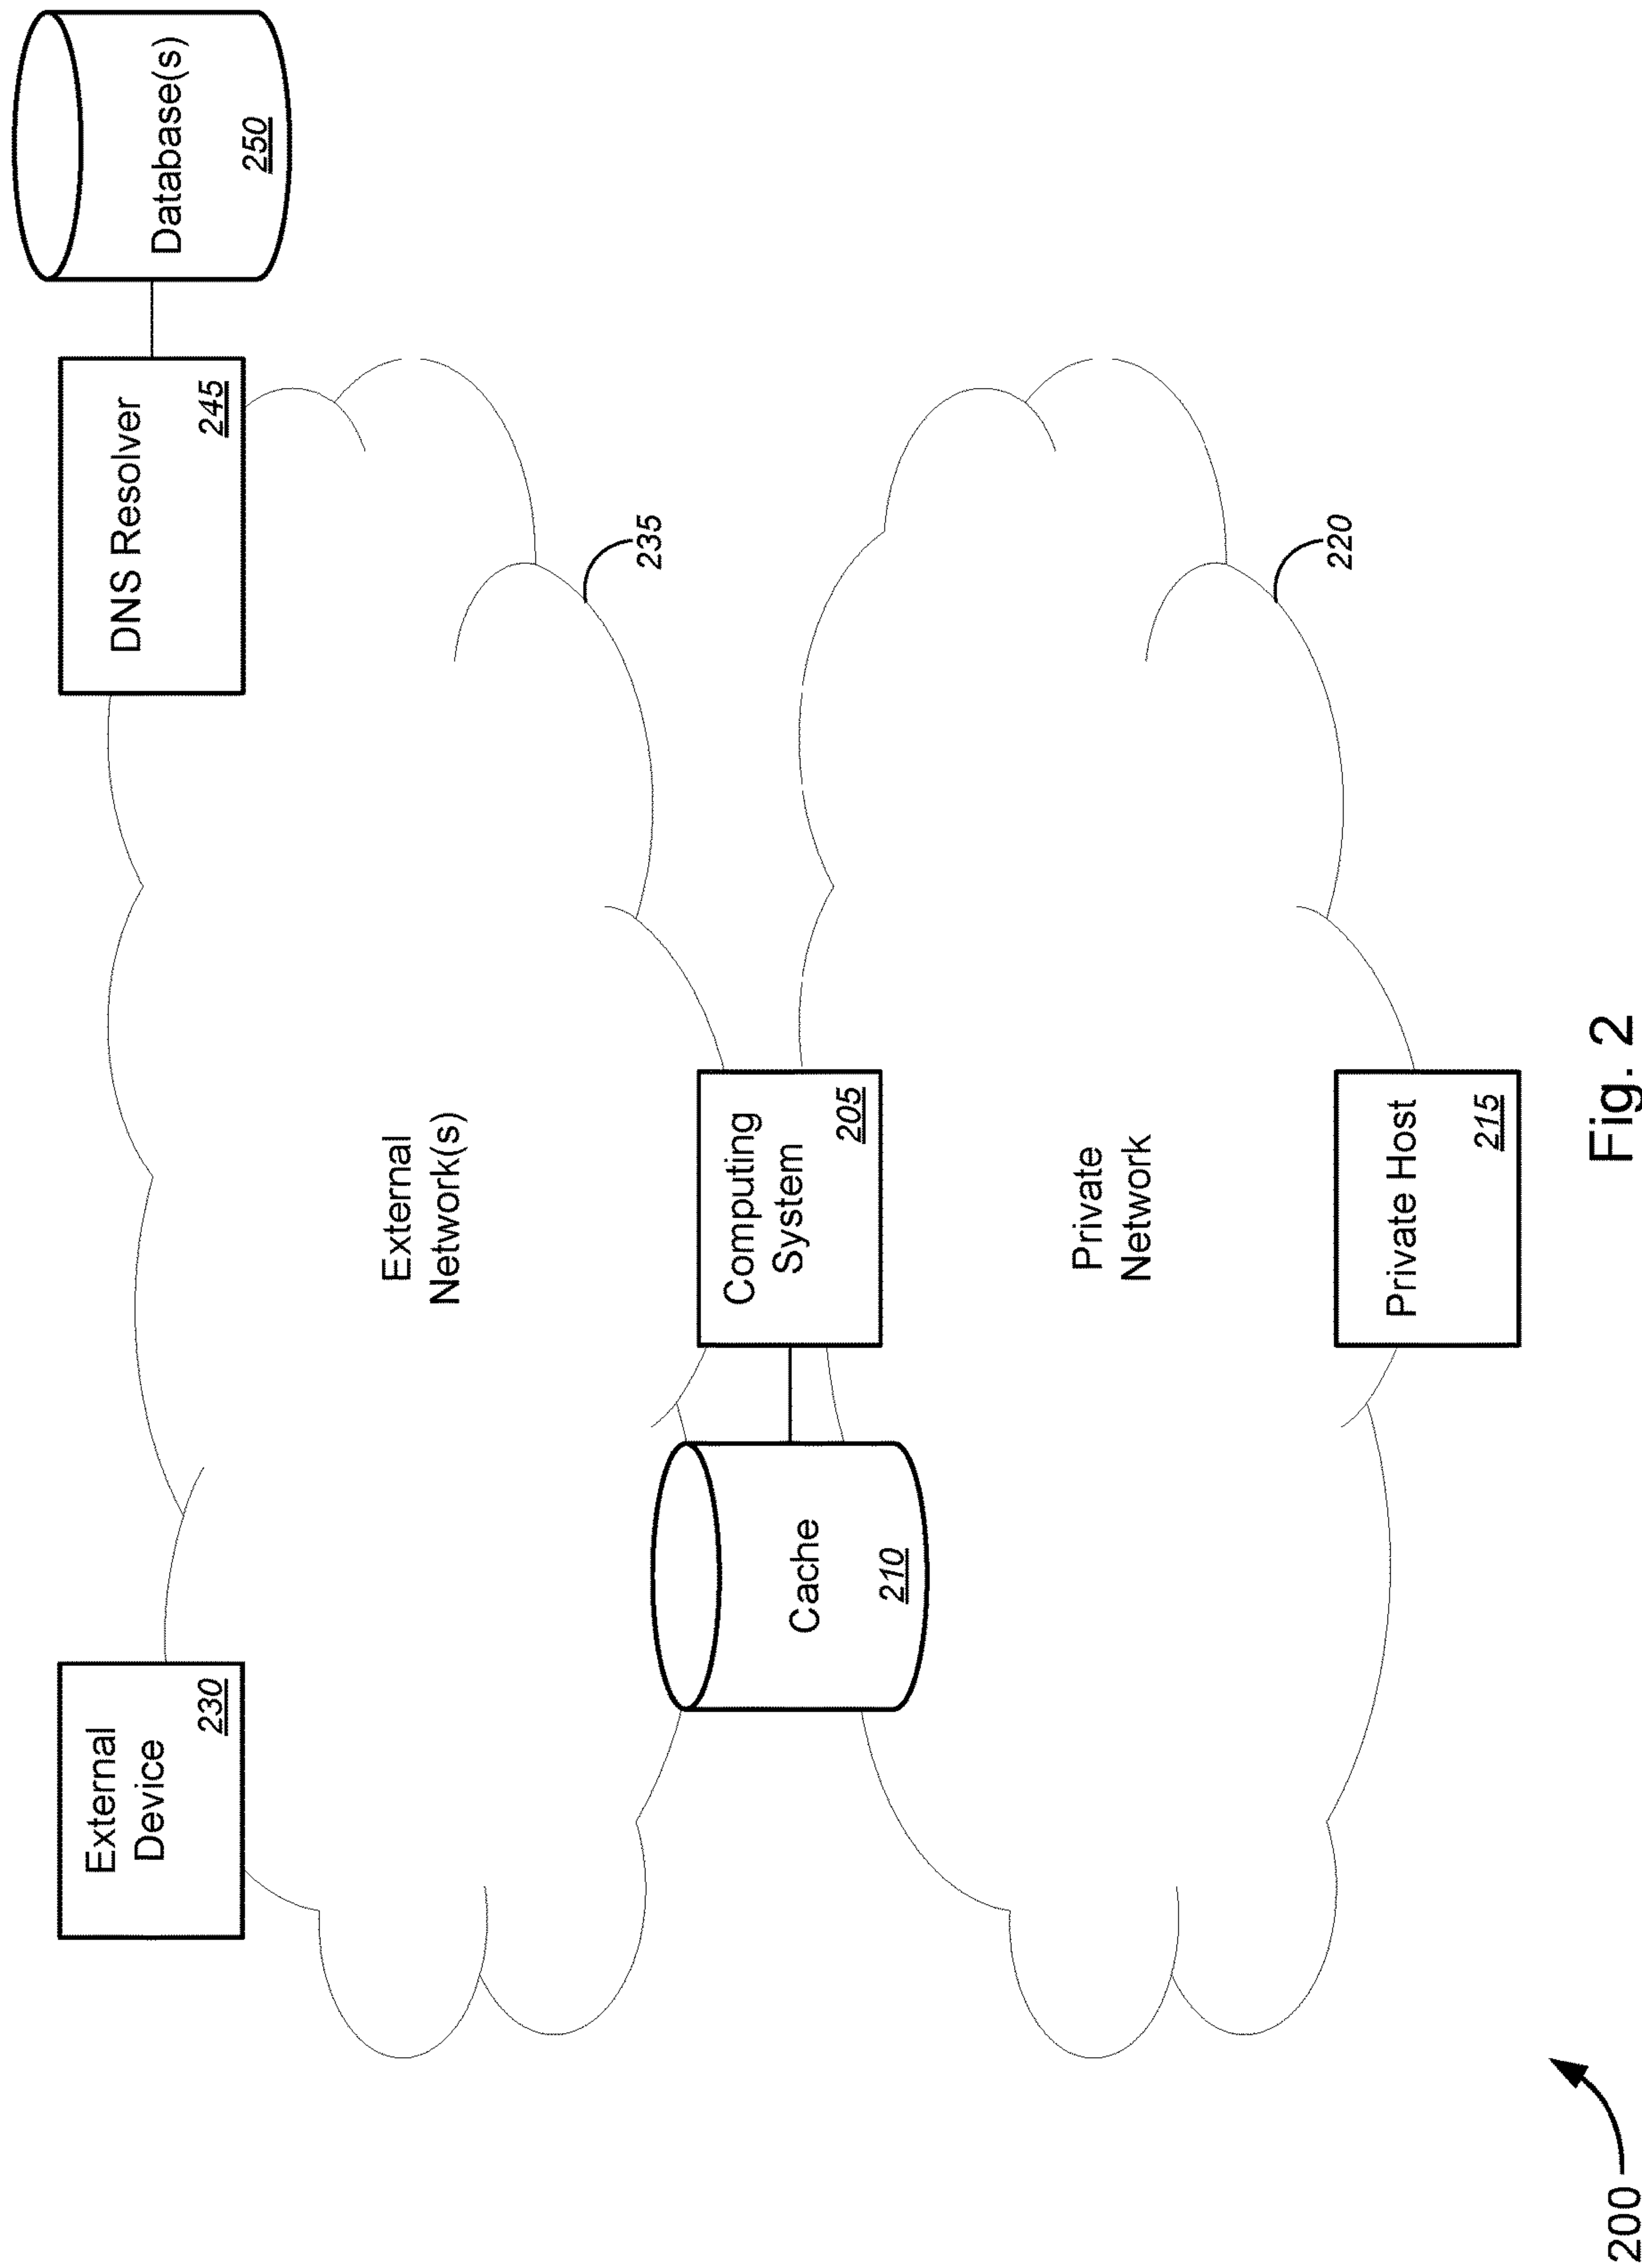 External
Device
230
DNS Resolver
245
Database(s)
250
External
Network(s)
235
Cache
210
Computing
System
205
Private
Network
220
Private Host
215
200
Fig. 2